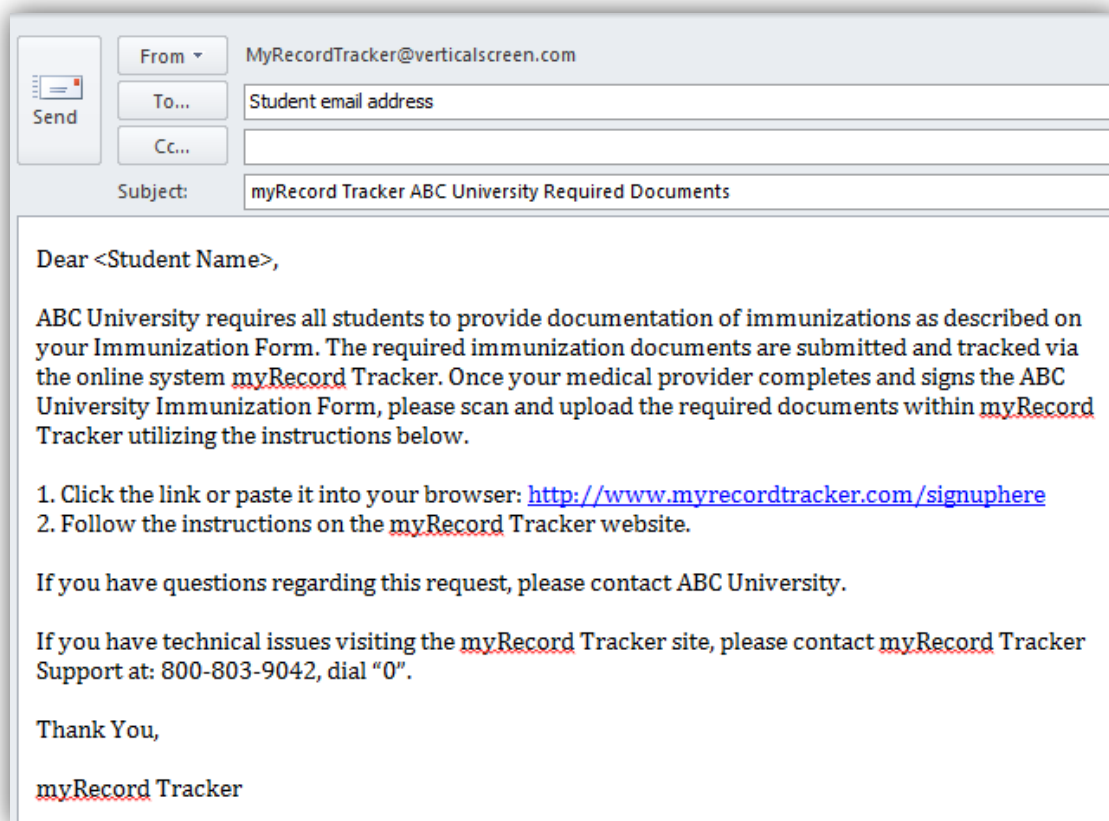 From
MyRecordTracker@verticalscreen.com
To...
Student email address
Send
Cc...
Subject:
myRecord Tracker ABC University Required Documents
Dear <Student Name>,
ABC University requires all students to provide documentation of immunizations as described on
your Immunization Form. The required immunization documents are submitted and tracked via
the online system myRecord Tracker. Once your medical provider completes and signs the ABC
University Immunization Form, please scan and upload the required documents within myRecord
Tracker utilizing the instructions below.
1. Click the link or paste it into your browser: http://www.myrecordtracker.com/signuphere
2. Follow the instructions on the myRecord Tracker website.
If you have questions regarding this request, please contact ABC University.
If you have technical issues visiting the myRecord Tracker site, please contact myRecord Tracker
Support at: 800-803-9042, dial “0”.
Thank You,
myRecord Tracker